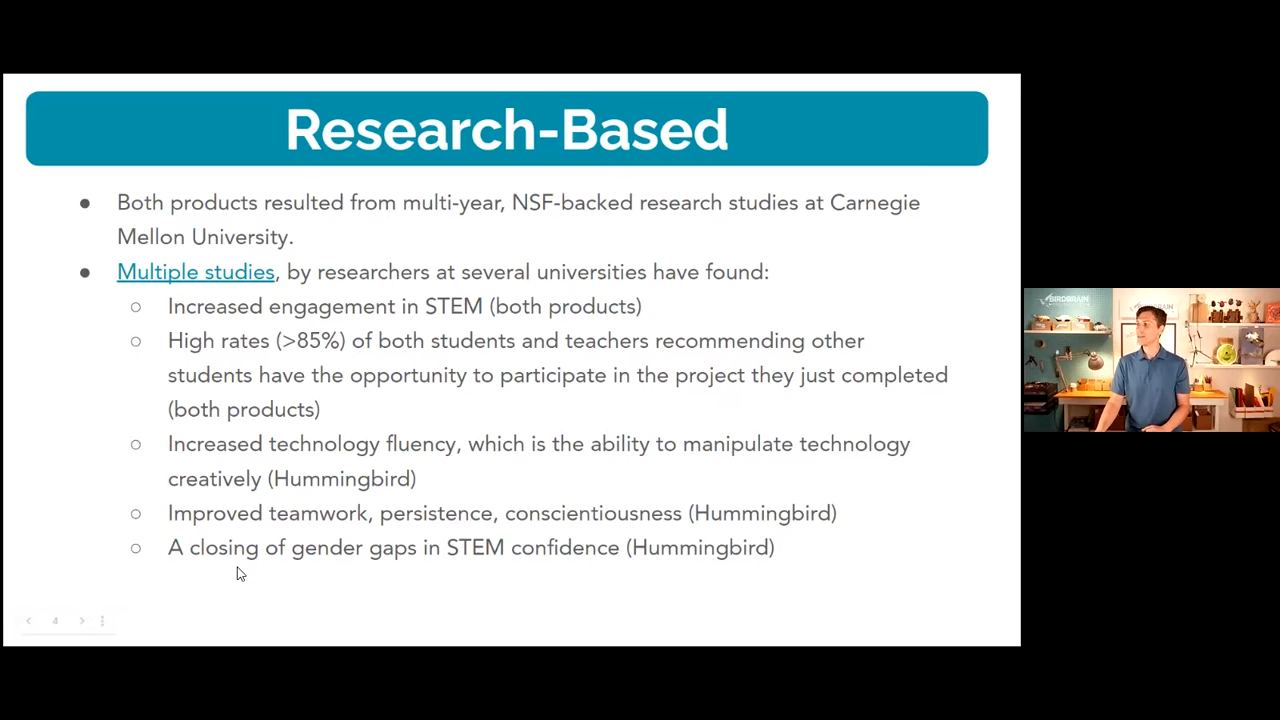 Research-Based
● Both products resulted from multi-year, NSF-backed research studies at Carnegie
Mellon University.
● Multiple studies, by researchers at several universities have found:
○ Increased engagement in STEM (both products)
○ High rates (>85%) of both students and teachers recommending other
students have the opportunity to participate in the project they just completed
(both products)
○ Increased technology fluency, which is the ability to manipulate technology
creatively (Hummingbird)
○ Improved teamwork, persistence, conscientiousness (Hummingbird)
○ A closing of gender gaps in STEM confidence (Hummingbird)
4
BIRDBRAIN
BIRDBRAIN